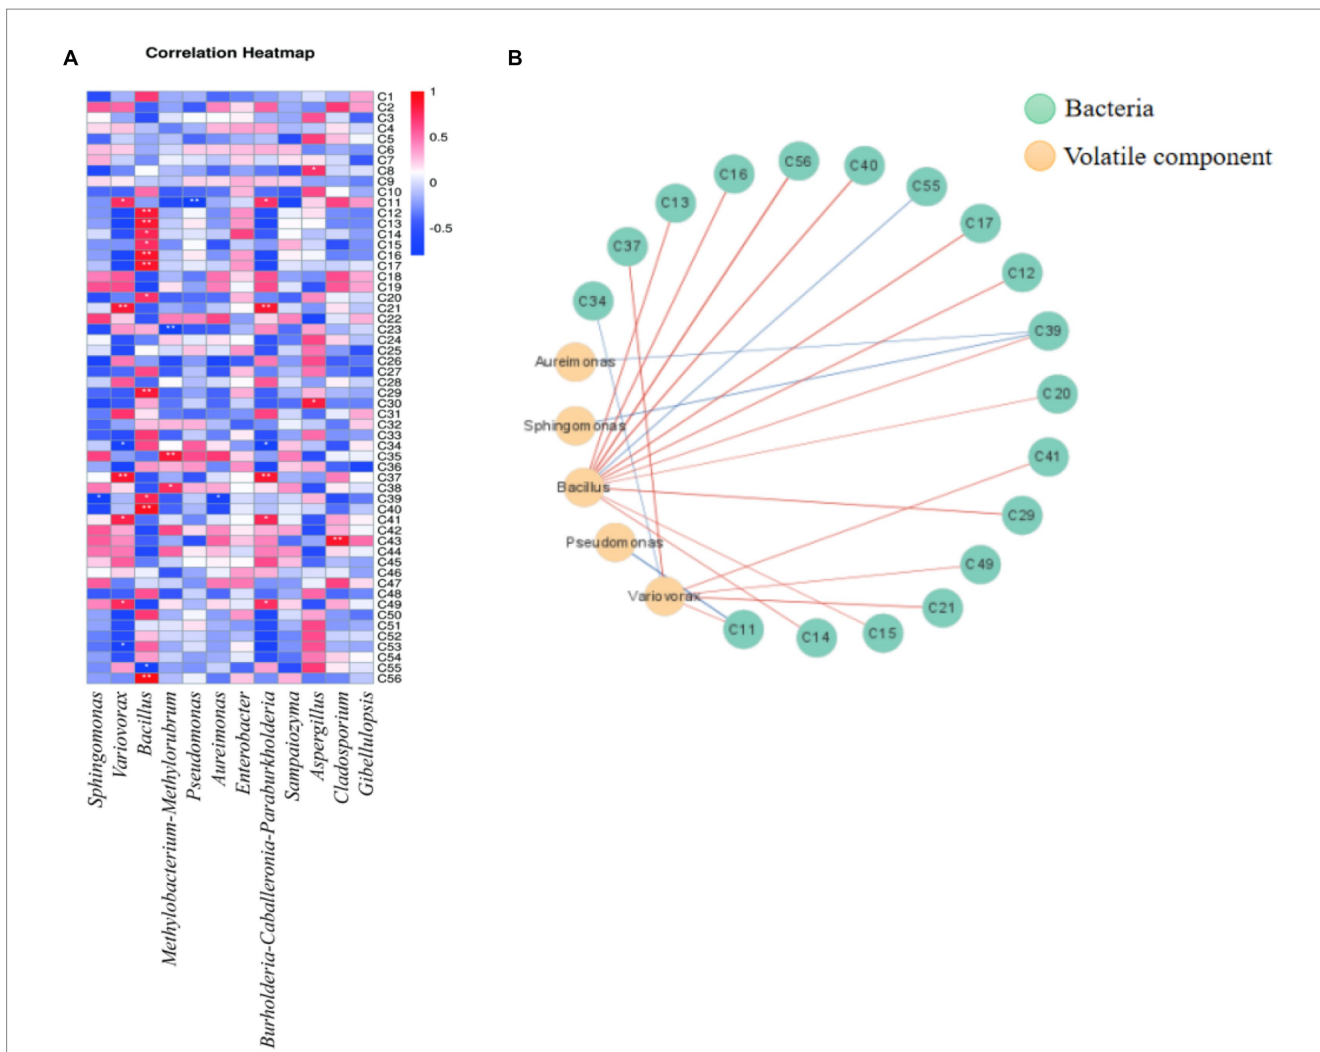 A
Correlation Heatmap
1
0.5
0
-0.5
C1
C2
C3
C4
C5
C6
C7
C8
C9
C10
C11
C12
C13
C14
C15
C16
C17
C18
C19
C20
C21
C22
C23
C24
C25
C26
C27
C28
C29
C30
C31
C32
C33
C34
C35
C36
C37
C38
C39
C40
C41
C42
C43
C44
C45
C46
C47
C48
C49
C50
C51
C52
C53
C54
C55
C56
Sphingomonas
Variovorax
Bacillus
Methylobacterium-Methylorubrum
Pseudomonas
Aureimonas
Enterobacter
Burholderia-Caballeronia-Paraburkholderia
Sampaiozyma
Aspergillus
Cladosporium
Gibellulopsis
B
Bacteria
Volatile component
C56
C40
C16
C55
C13
C17
C37
C12
C34
C39
Aureimonas
C20
Sphingomonas
C41
Bacillus
C29
Pseudomonas
C49
Variovorax
C21
C11
C14
C15